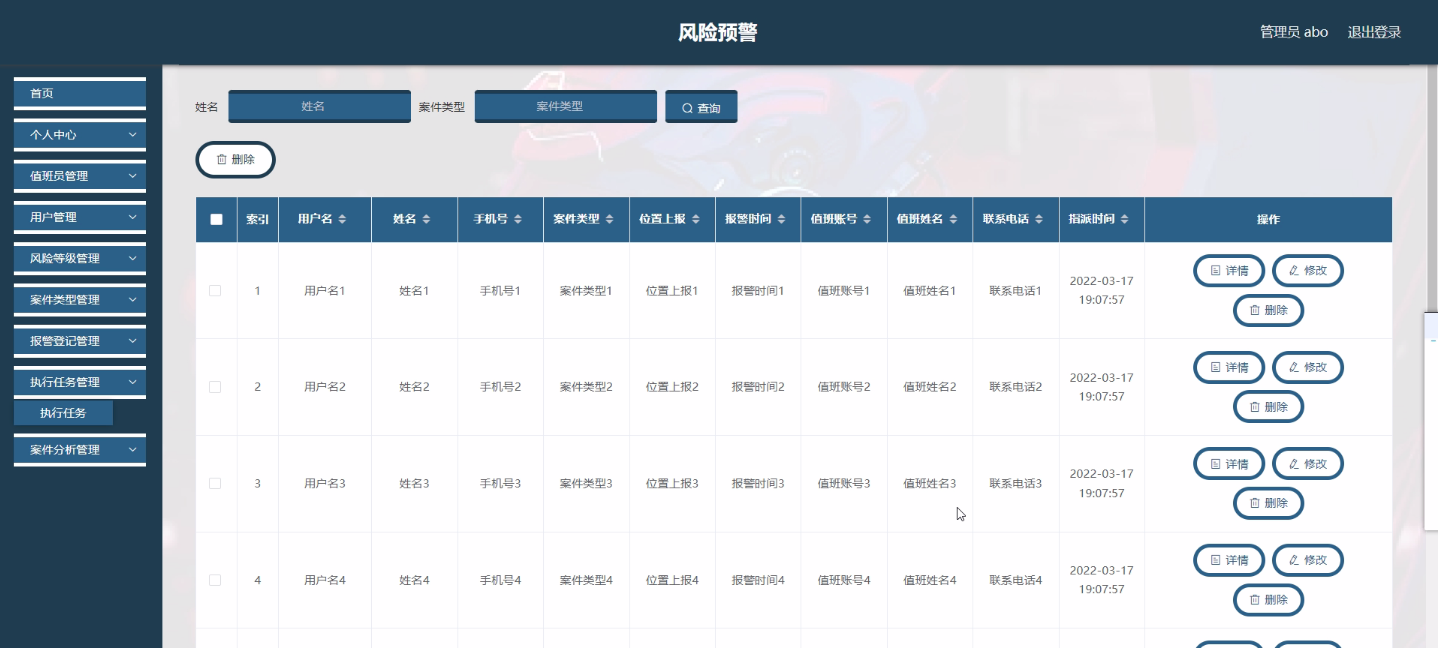 风险预警
管理员 abo 退出登录
首页
个人中心
值班员管理
用户管理
风险等级管理
案件类型管理
报警登记管理
执行任务管理
执行任务
案件分析管理
姓名 姓名 案件类型 案件类型 查询
删除
索引 用户名 姓名 手机号 案件类型 位置上报 报警时间 值班账号 值班姓名 联系电话 指派时间 操作
1 用户名1 姓名1 手机号1 案件类型1 位置上报1 报警时间1 值班账号1 值班姓名1 联系电话1 2022-03-17 19:07:57 详情 修改 删除
2 用户名2 姓名2 手机号2 案件类型2 位置上报2 报警时间2 值班账号2 值班姓名2 联系电话2 2022-03-17 19:07:57 详情 修改 删除
3 用户名3 姓名3 手机号3 案件类型3 位置上报3 报警时间3 值班账号3 值班姓名3 联系电话3 2022-03-17 19:07:57 详情 修改 删除
4 用户名4 姓名4 手机号4 案件类型4 位置上报4 报警时间4 值班账号4 值班姓名4 联系电话4 2022-03-17 19:07:57 详情 修改 删除